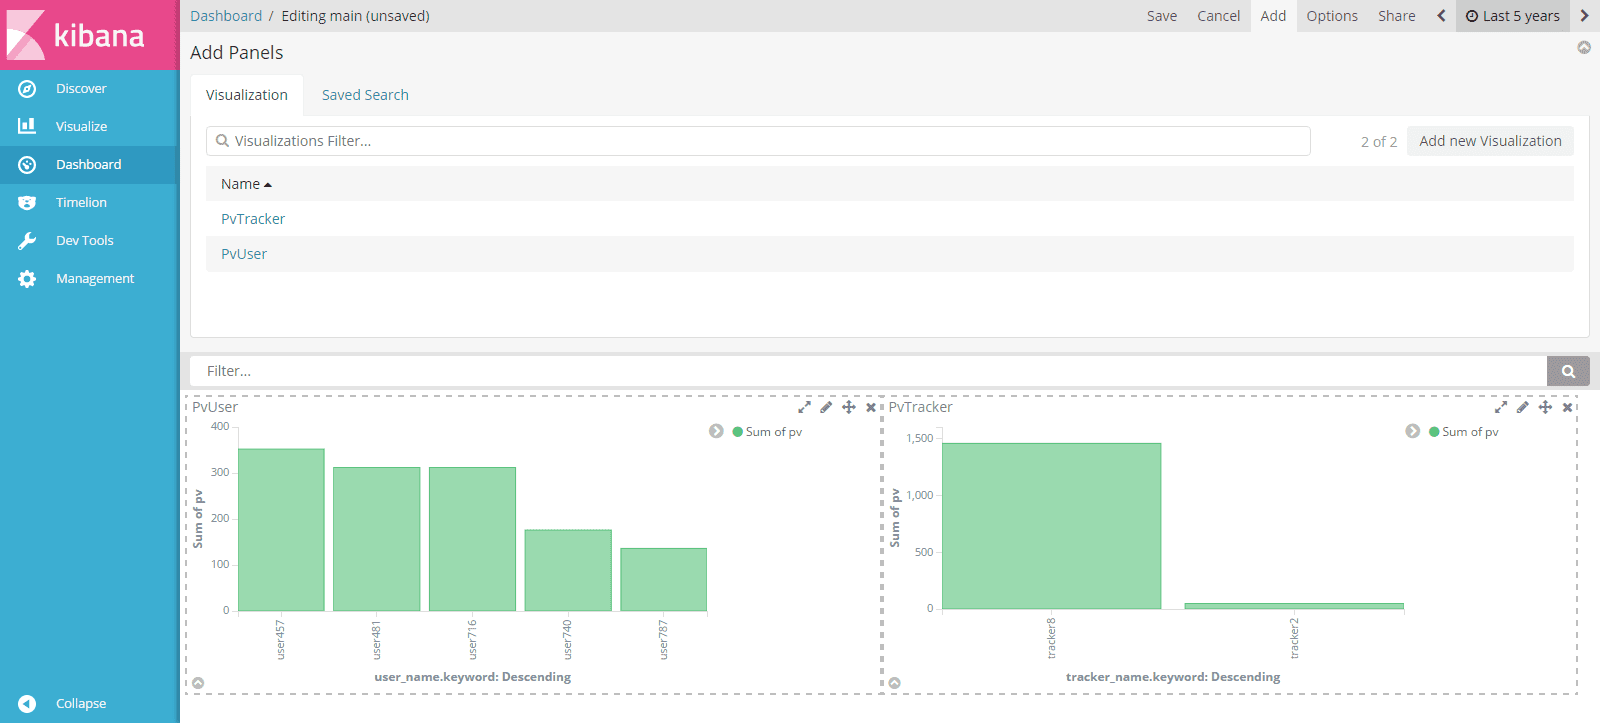 kibana
Discover
Visualize
Dashboard
Timelion
Dev Tools
Management
Collapse
Dashboard / Editing main (unsaved)
Save Cancel Add Options Share Last 5 years
Add Panels
Visualization Saved Search
Visualizations Filter...
2 of 2 Add new Visualization
Name
PvTracker
PvUser
Filter...
PvUser
Sum of pv
400
300
200
100
0
Sum of pv
user457
user481
user716
user740
user787
user_name.keyword: Descending
PvTracker
Sum of pv
1,500
1,000
500
0
Sum of pv
tracker8
tracker2
tracker_name.keyword: Descending